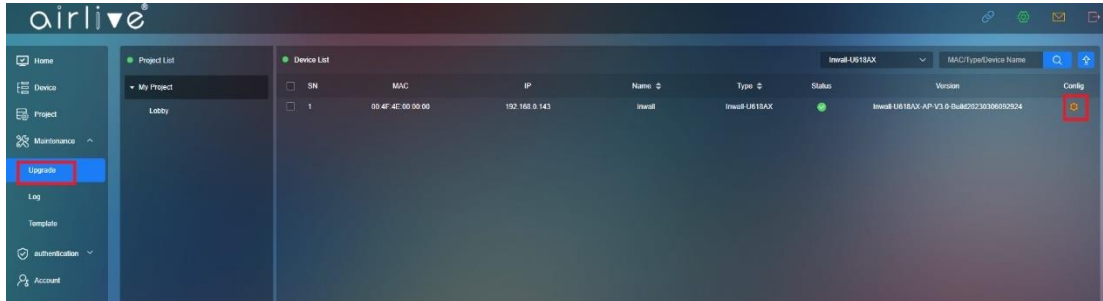 airlive®
Home
Device
Project
Maintenance
Upgrade
Log
Template
authentication
Account
Project List
My Project
Lobby
Device List
Inwall-U618AX
MAC/Type/Device Name
SN MAC IP Name Type Status Version Config
1 00:4F:4E:00:00:00 192.168.0.143 inwall Inwall-U618AX Inwall-U618AX-AP-V3.0-Build20230306092924